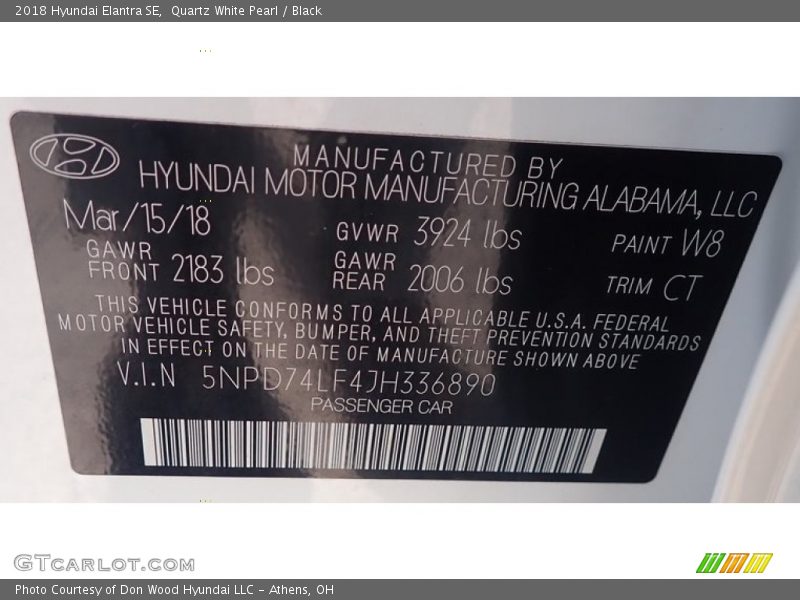 2018 Hyundai Elantra SE,  Quartz White Pearl / Black
MANUFACTURED BY
HYUNDAI MOTOR MANUFACTURING ALABAMA, LLC
Mar/15/18 GVWR 3924 lbs PAINT W8
GAWR FRONT 2183 lbs GAWR REAR 2006 lbs TRIM CT
THIS VEHICLE CONFORMS TO ALL APPLICABLE U.S.A. FEDERAL
MOTOR VEHICLE SAFETY, BUMPER, AND THEFT PREVENTION STANDARDS
IN EFFECT ON THE DATE OF MANUFACTURE SHOWN ABOVE
V.I.N 5NPD74LF4JH336890
PASSENGER CAR
GTCARLOT.COM
Photo Courtesy of Don Wood Hyundai LLC - Athens, OH